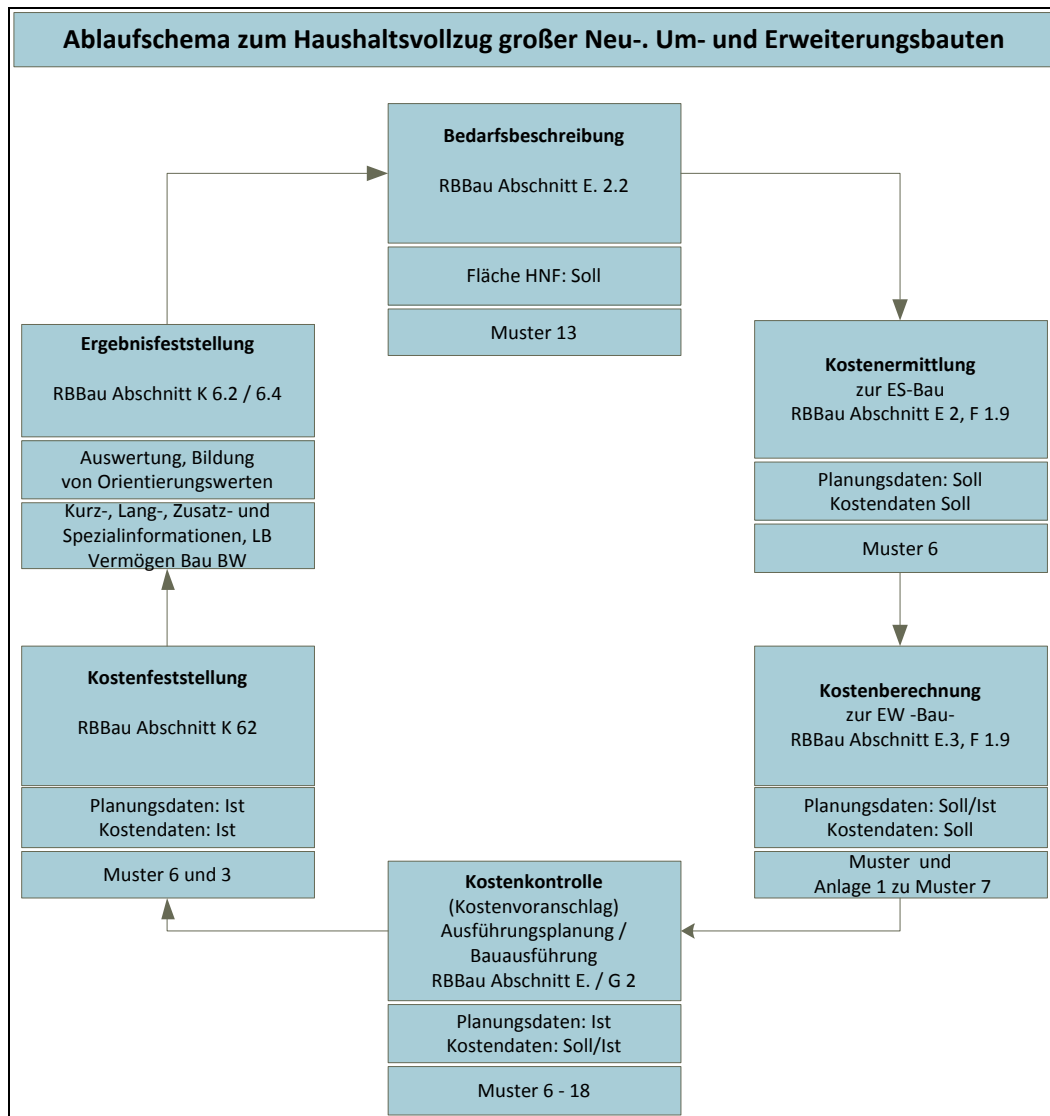 Ablaufschema zum Haushaltsvollzug großer Neu-. Um- und Erweiterungsbauten
Bedarfsbeschreibung
RBBau Abschnitt E. 2.2
Fläche HNF: Soll
Muster 13
Kostenermittlung
zur ES-Bau
RBBau Abschnitt E 2, F 1.9
Planungsdaten: Soll
Kostendaten Soll
Muster 6
Kostenberechnung
zur EW -Bau-
RBBau Abschnitt E.3, F 1.9
Planungsdaten: Soll/Ist
Kostendaten: Soll
Muster und
Anlage 1 zu Muster 7
Kostenkontrolle
(Kostenvoranschlag)
Ausführungsplanung /
Bauausführung
RBBau Abschnitt E. / G 2
Planungsdaten: Ist
Kostendaten: Soll/Ist
Muster 6 - 18
Kostenfeststellung
RBBau Abschnitt K 62
Planungsdaten: Ist
Kostendaten: Ist
Muster 6 und 3
Ergebnisfeststellung
RBBau Abschnitt K 6.2 / 6.4
Auswertung, Bildung
von Orientierungswerten
Kurz-, Lang-, Zusatz- und
Spezialinformationen, LB
Vermögen Bau BW